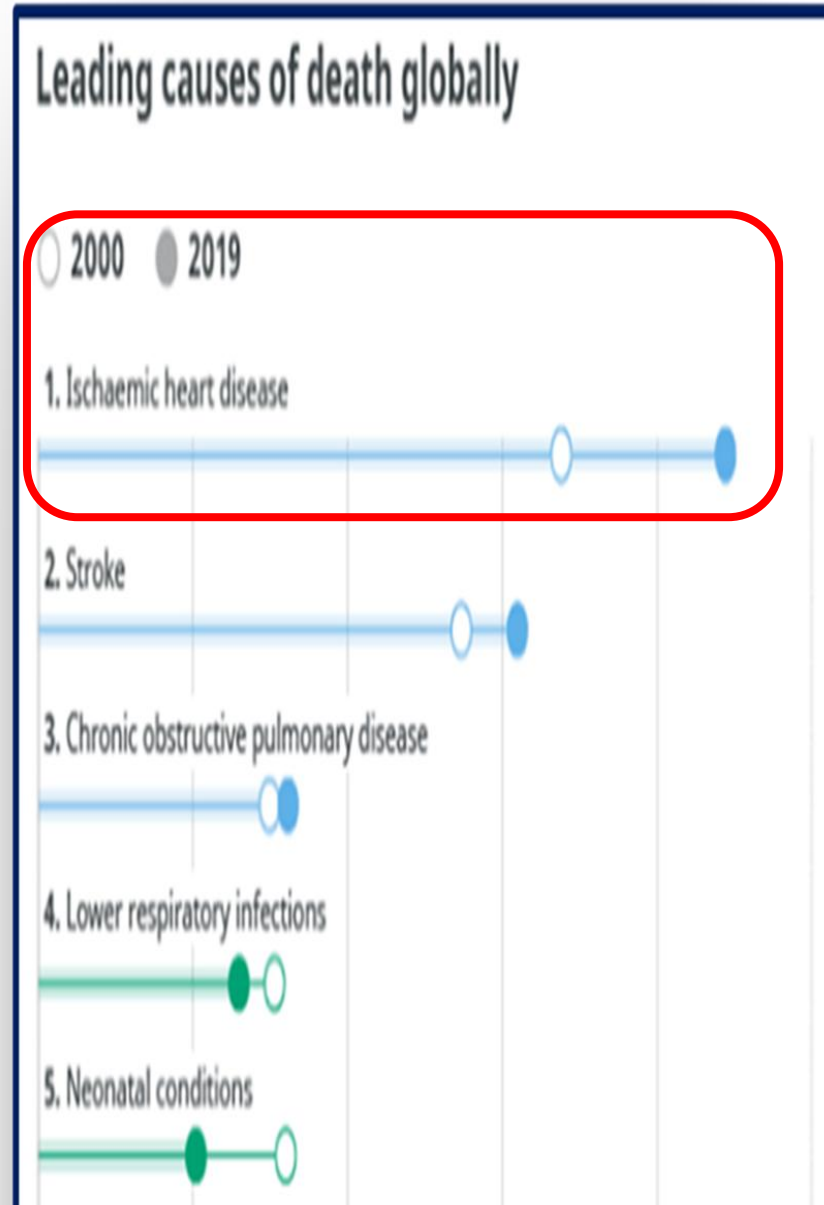 Leading causes of death globally
2000 2019
1. Ischaemic heart disease
2. Stroke
3. Chronic obstructive pulmonary disease
4. Lower respiratory infections
5. Neonatal conditions